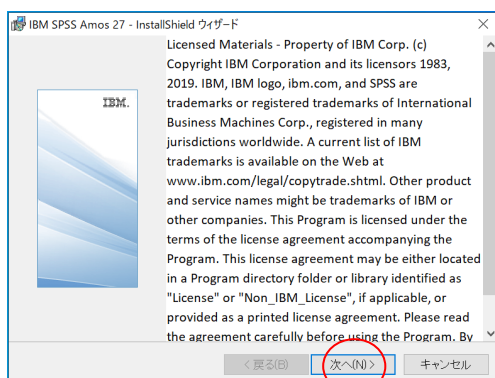 IBM SPSS Amos 27 - InstallShield ウィザード
Licensed Materials - Property of IBM Corp. (c)
Copyright IBM Corporation and its licensors 1983,
2019. IBM, IBM logo, ibm.com, and SPSS are
trademarks or registered trademarks of International
Business Machines Corp., registered in many
jurisdictions worldwide. A current list of IBM
trademarks is available on the Web at
www.ibm.com/legal/copytrade.shtml. Other product
and service names might be trademarks of IBM or
other companies. This Program is licensed under the
terms of the license agreement accompanying the
Program. This license agreement may be either located
in a Program directory folder or library identified as
"License" or "Non_IBM_License", if applicable, or
provided as a printed license agreement. Please read
the agreement carefully before using the Program. By
IBM.
< 戻る(B)
次へ(N) >
キャンセル